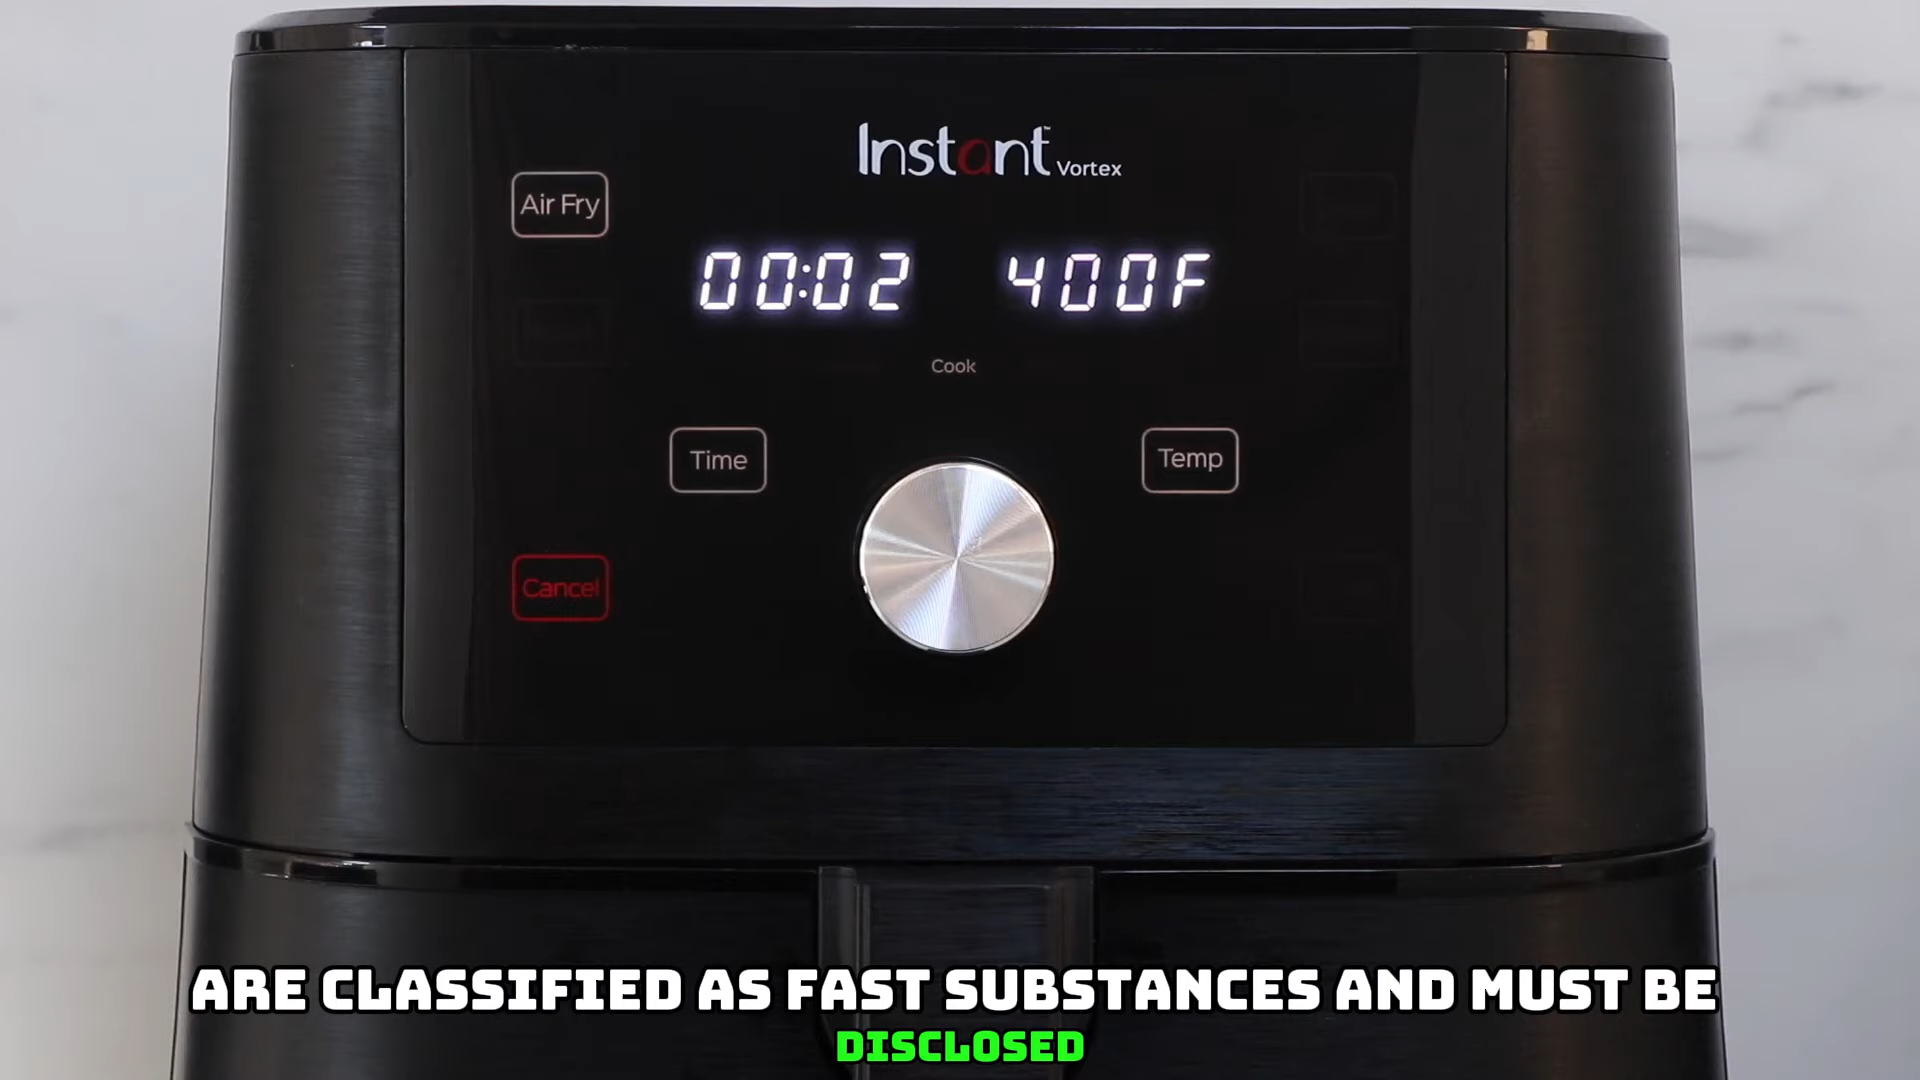 Instant™ Vortex
Air Fry
00:02 400F
Cook
Time
Temp
Cancel
ARE CLASSIFIED AS FAST SUBSTANCES AND MUST BE
DISCLOSED